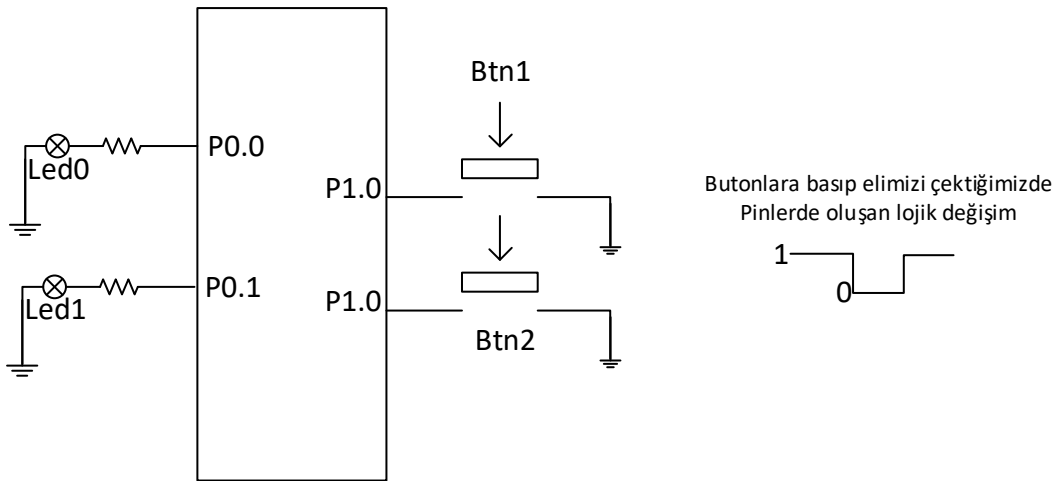 Btn1
P0.0
Led0
P1.0
Butonlara basıp elimizi çektiğimizde
Pinlerde oluşan lojik değişim
1
0
P0.1
Led1
P1.0
Btn2